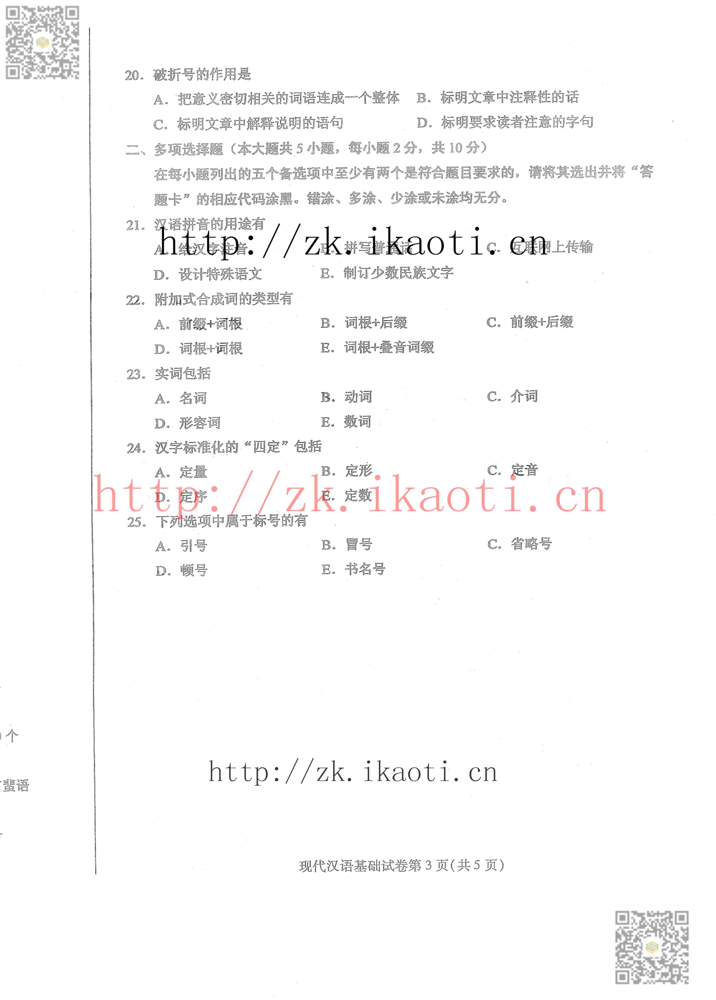 20. 破折号的作用是
A. 把意义密切相关的词语连成一个整体 B. 标明文章中注释性的话
C. 标明文章中解释说明的语句 D. 标明要求读者注意的字句
二、多项选择题（本大题共 5 小题，每小题 2 分，共 10 分）
在每小题列出的五个备选项中至少有两个是符合题目要求的，请将其选出并将“答
题卡”的相应代码涂黑。错涂、多涂、少涂或未涂均无分。
21. 汉语拼音的用途有
http://zk.ikaoti.cn
A. 给汉字注音 B. 拼写普通话 C. 互联网上传输
D. 设计特殊语文 E. 制订少数民族文字
22. 附加式合成词的类型有
A. 前缀+词根 B. 词根+后缀 C. 前缀+后缀
D. 词根+词根 E. 词根+叠音词缀
23. 实词包括
A. 名词 B. 动词 C. 介词
D. 形容词 E. 数词
24. 汉字标准化的“四定”包括
A. 定量 B. 定形 C. 定音
http://zk.ikaoti.cn
D. 定序 E. 定数
25. 下列选项中属于标号的有
A. 引号 B. 冒号 C. 省略号
D. 顿号 E. 书名号
个
http://zk.ikaoti.cn
蜚语
现代汉语基础试卷第 3 页(共 5 页)